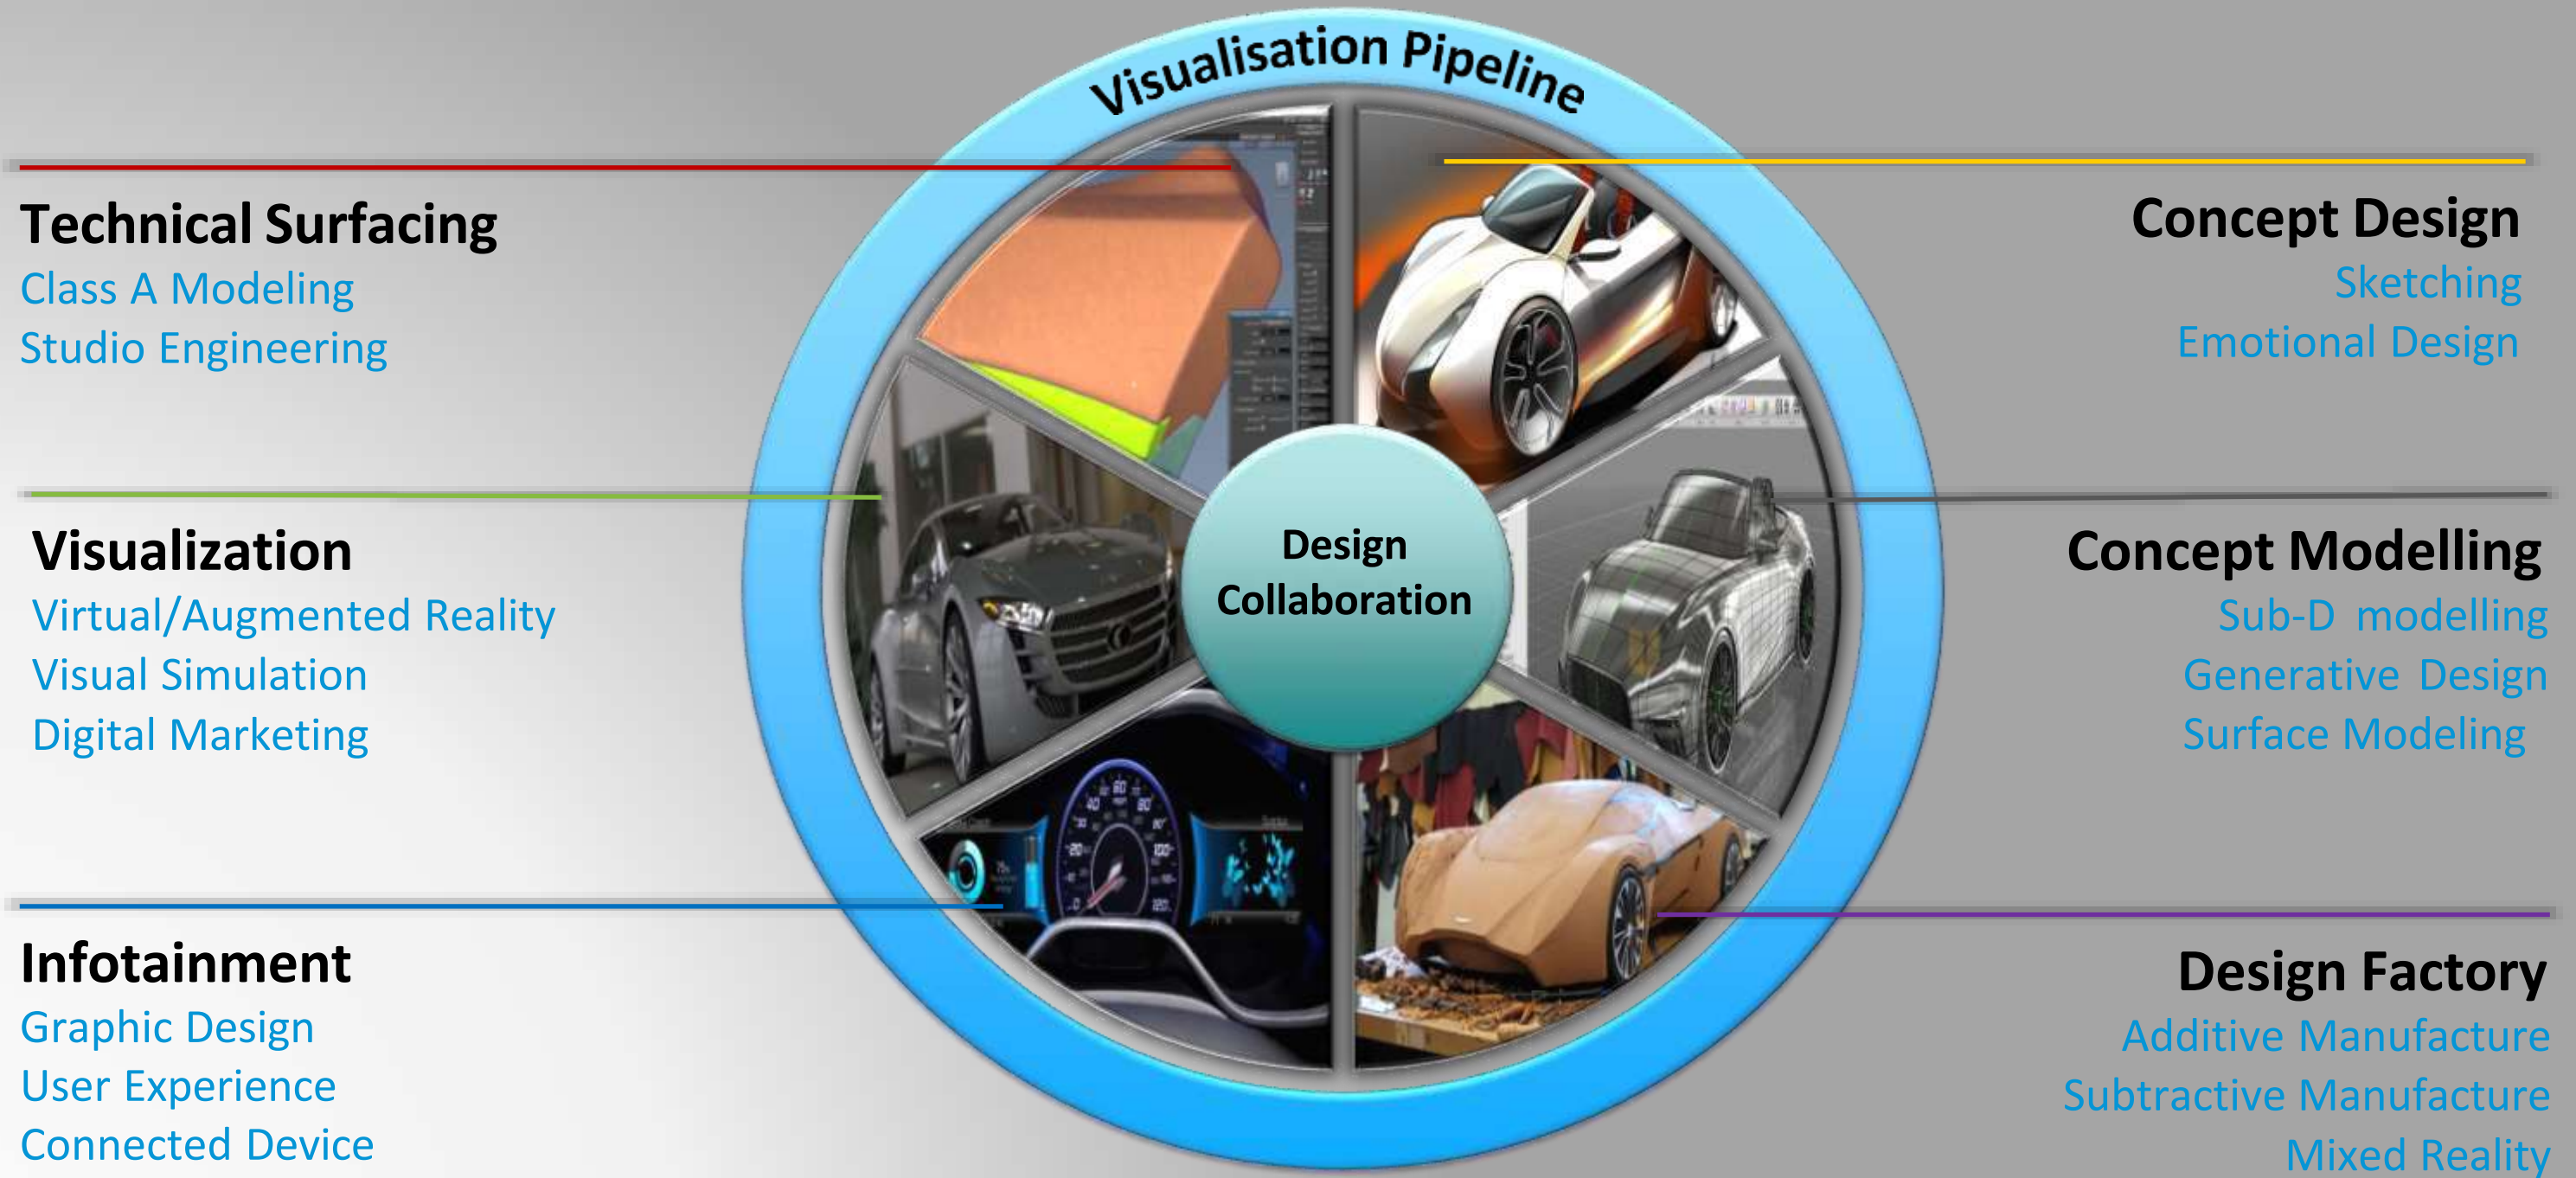 Visualisation Pipeline
Technical Surfacing
Class A Modeling
Studio Engineering
Visualization
Virtual/Augmented Reality
Visual Simulation
Digital Marketing
Infotainment
Graphic Design
User Experience
Connected Device
Design
Collaboration
Concept Design
Sketching
Emotional Design
Concept Modelling
Sub-D modelling
Generative Design
Surface Modeling
Design Factory
Additive Manufacture
Subtractive Manufacture
Mixed Reality